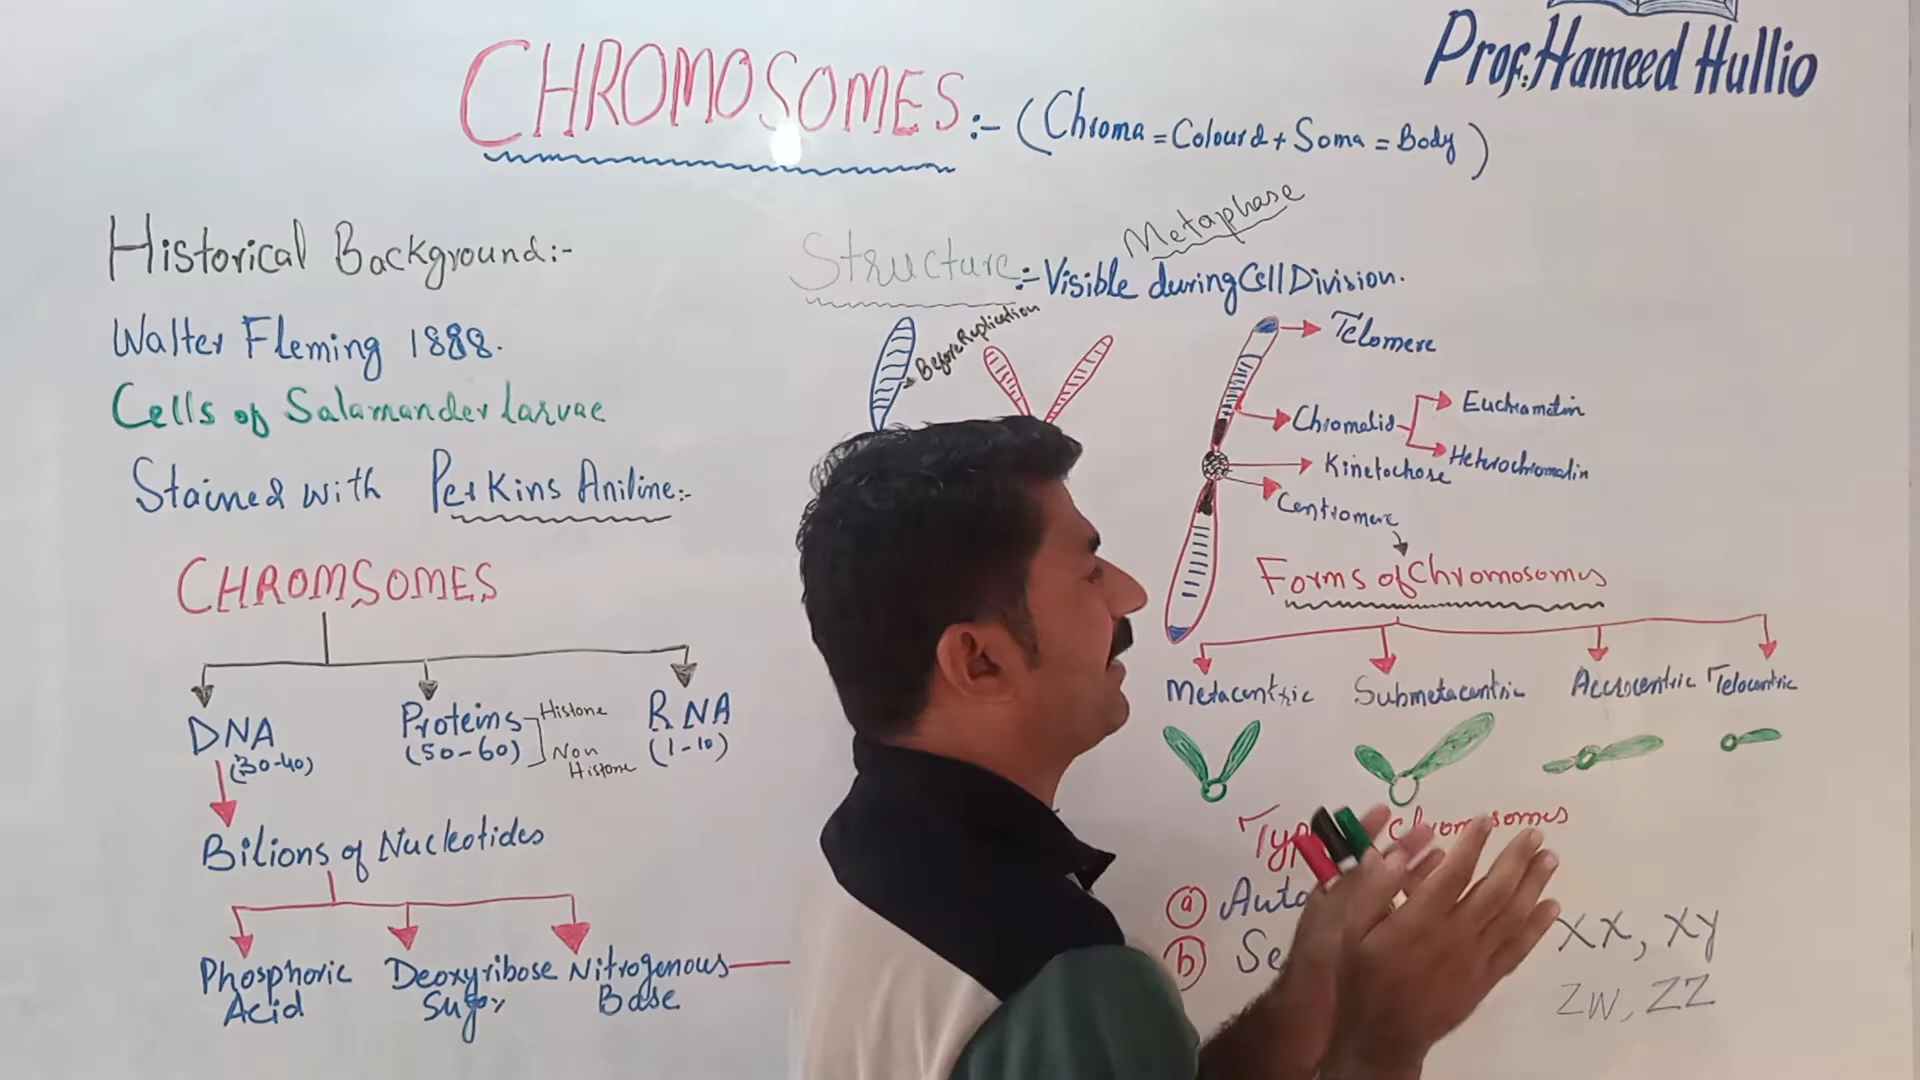 Prof. Hameed Hullio
CHROMOSOMES :- (Chroma = Colourd + Soma = Body)
Historical Background:-
Walter Fleming 1888.
Cells of Salamander larvae
Stained with Perkins Aniline:-
CHROMSOMES
DNA
(30-40)
Proteins
(50-60)
Histone
Non
Histone
RNA
(1-10)
Bilions of Nucleotides
Phosphoric
Acid
Deoxyribose
Sugor
Nitrogenous
Base
Metaphase
Structure:- Visible during Cell Division.
Before Replication
Telomere
Chromatid
Euchromatin
Heterochromatin
Kinetochore
Centromere
Forms of Chromosomes
Metacentric
Submetacentric
Accrocentric
Telocentric
Chromosomes
(a)
(b)
XX, XY
ZW, ZZ